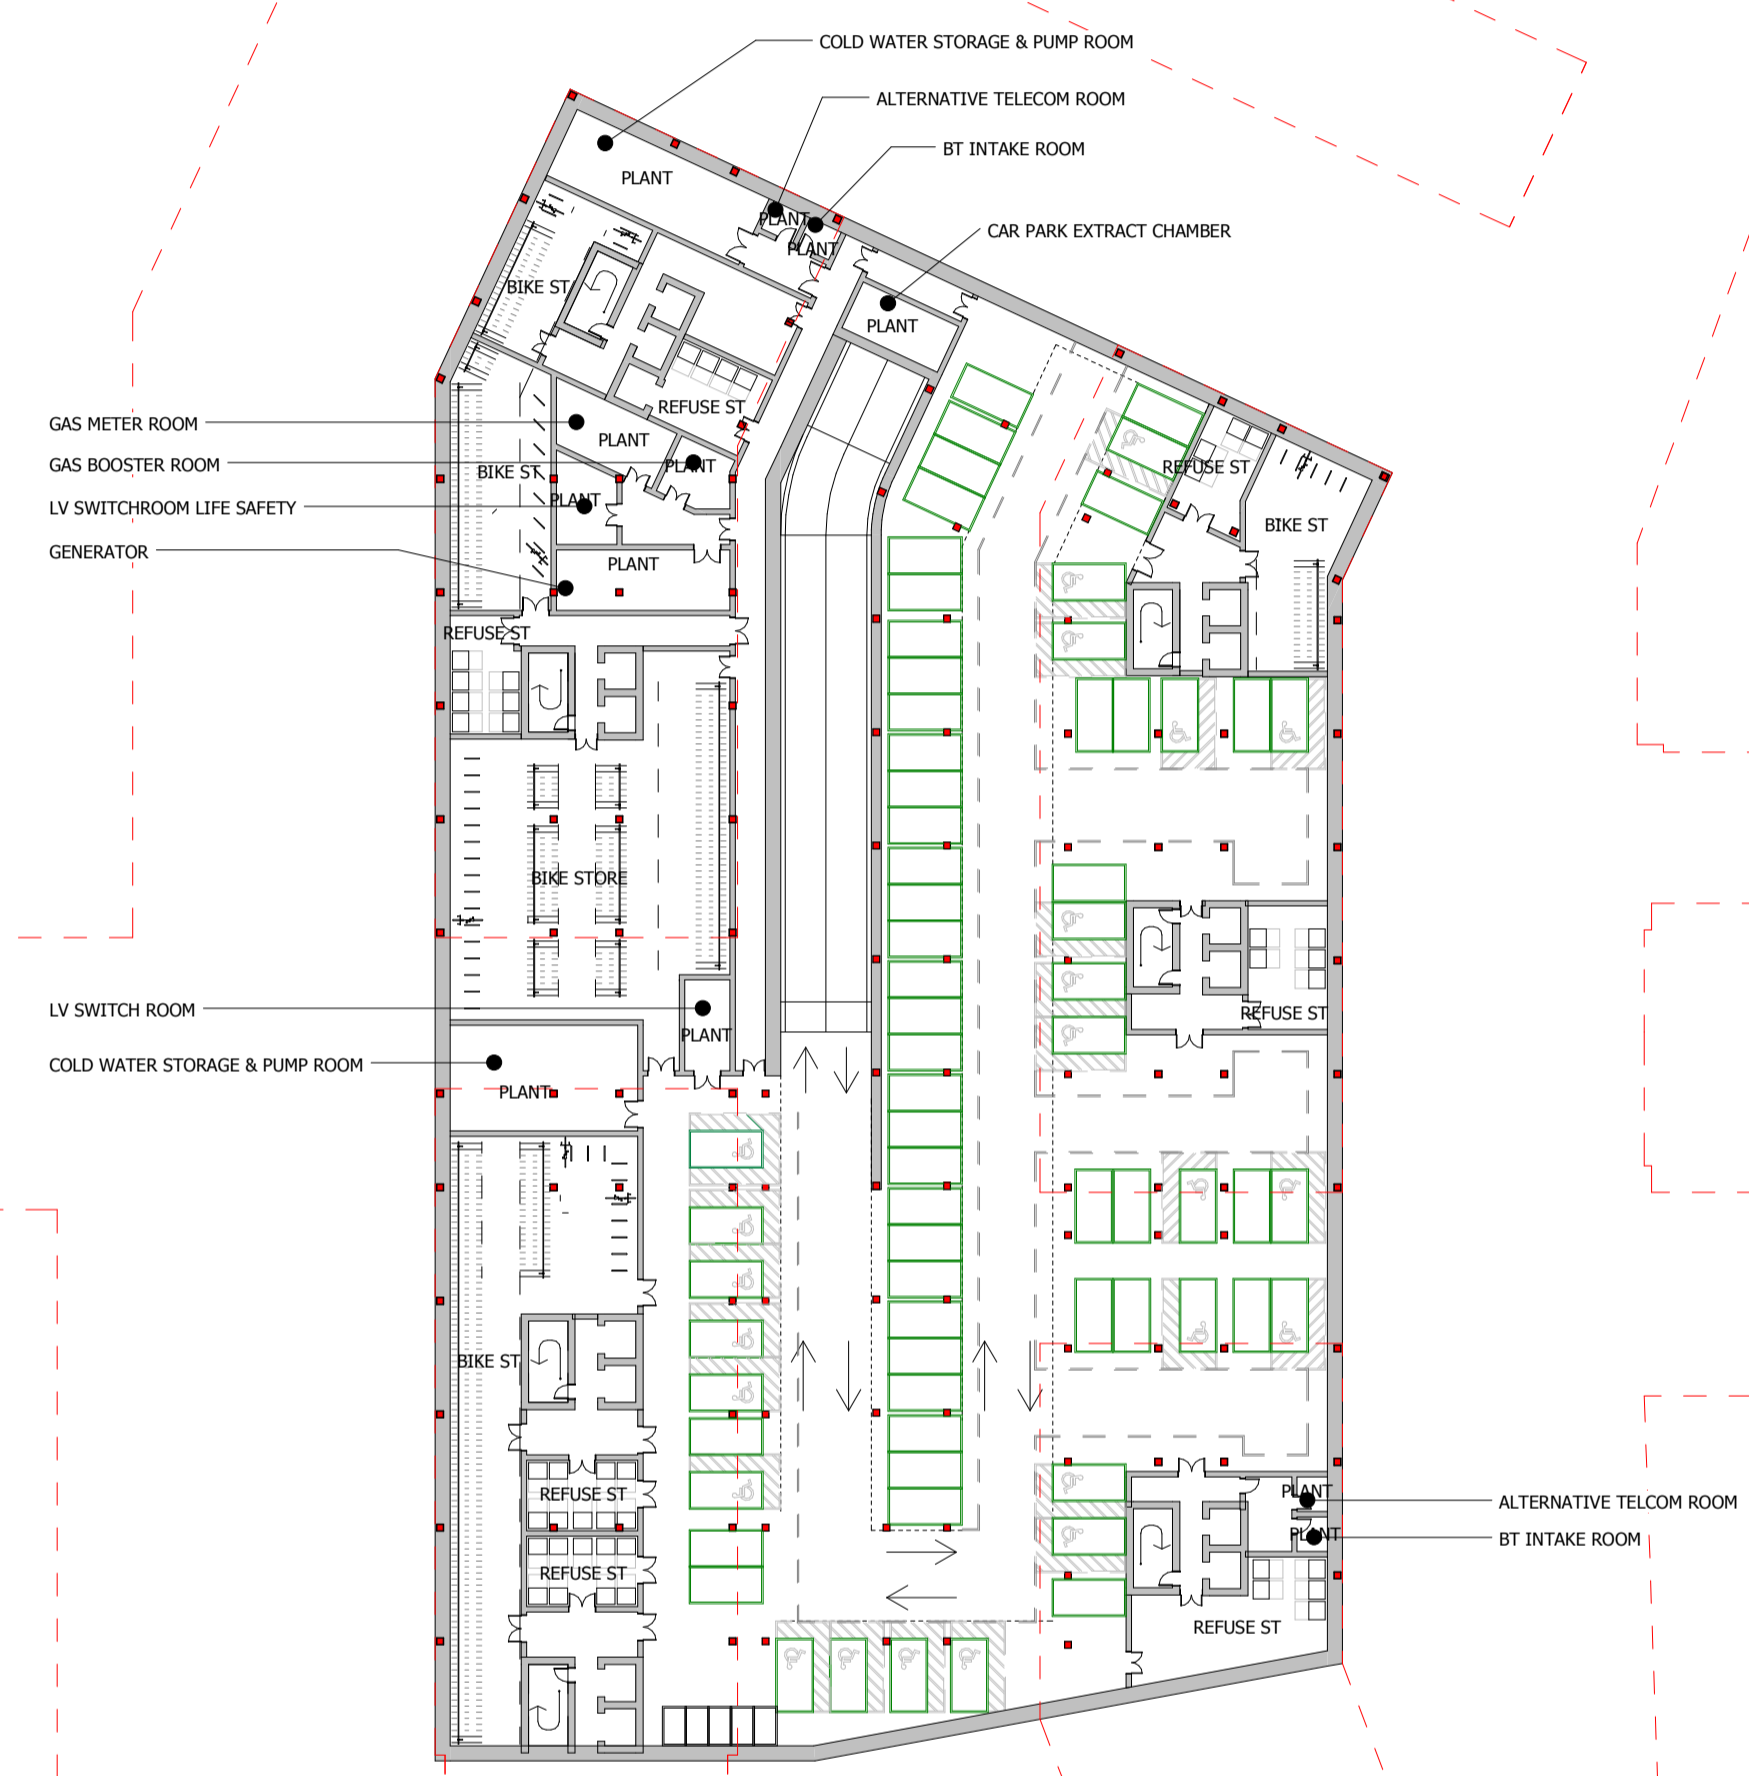 COLD WATER STORAGE & PUMP ROOM
ALTERNATIVE TELECOM ROOM
BT INTAKE ROOM
PLANT
PLANT
CAR PARK EXTRACT CHAMBER
PLANT
BIKE ST
PLANT
REFUSE ST
GAS METER ROOM
PLANT
GAS BOOSTER ROOM
PLANT
BIKE ST
REFUSE ST
PLANT
LV SWITCHROOM LIFE SAFETY
BIKE ST
GENERATOR
PLANT
REFUSE ST
BIKE STORE
LV SWITCH ROOM
REFUSE ST
PLANT
COLD WATER STORAGE & PUMP ROOM
PLANT
BIKE ST
REFUSE ST
PLANT
ALTERNATIVE TELCOM ROOM
PLANT
BT INTAKE ROOM
REFUSE ST
REFUSE ST